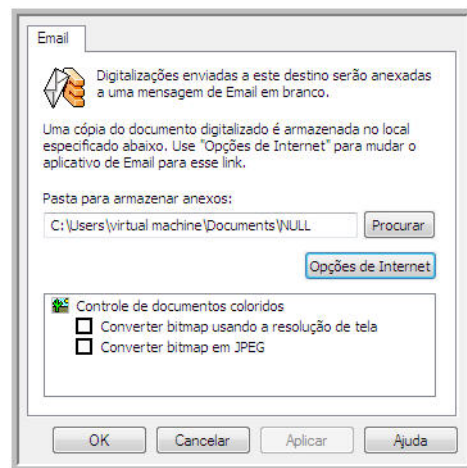 Email
Digitalizações enviadas a este destino serão anexadas
a uma mensagem de Email em branco.
Uma cópia do documento digitalizado é armazenada no local
especificado abaixo. Use "Opções de Internet" para mudar o
aplicativo de Email para esse link.
Pasta para armazenar anexos:
C:\Users\virtual machine\Documents\NULL
Procurar
Opções de Internet
Controle de documentos coloridos
Converter bitmap usando a resolução de tela
Converter bitmap em JPEG
OK Cancelar Aplicar Ajuda